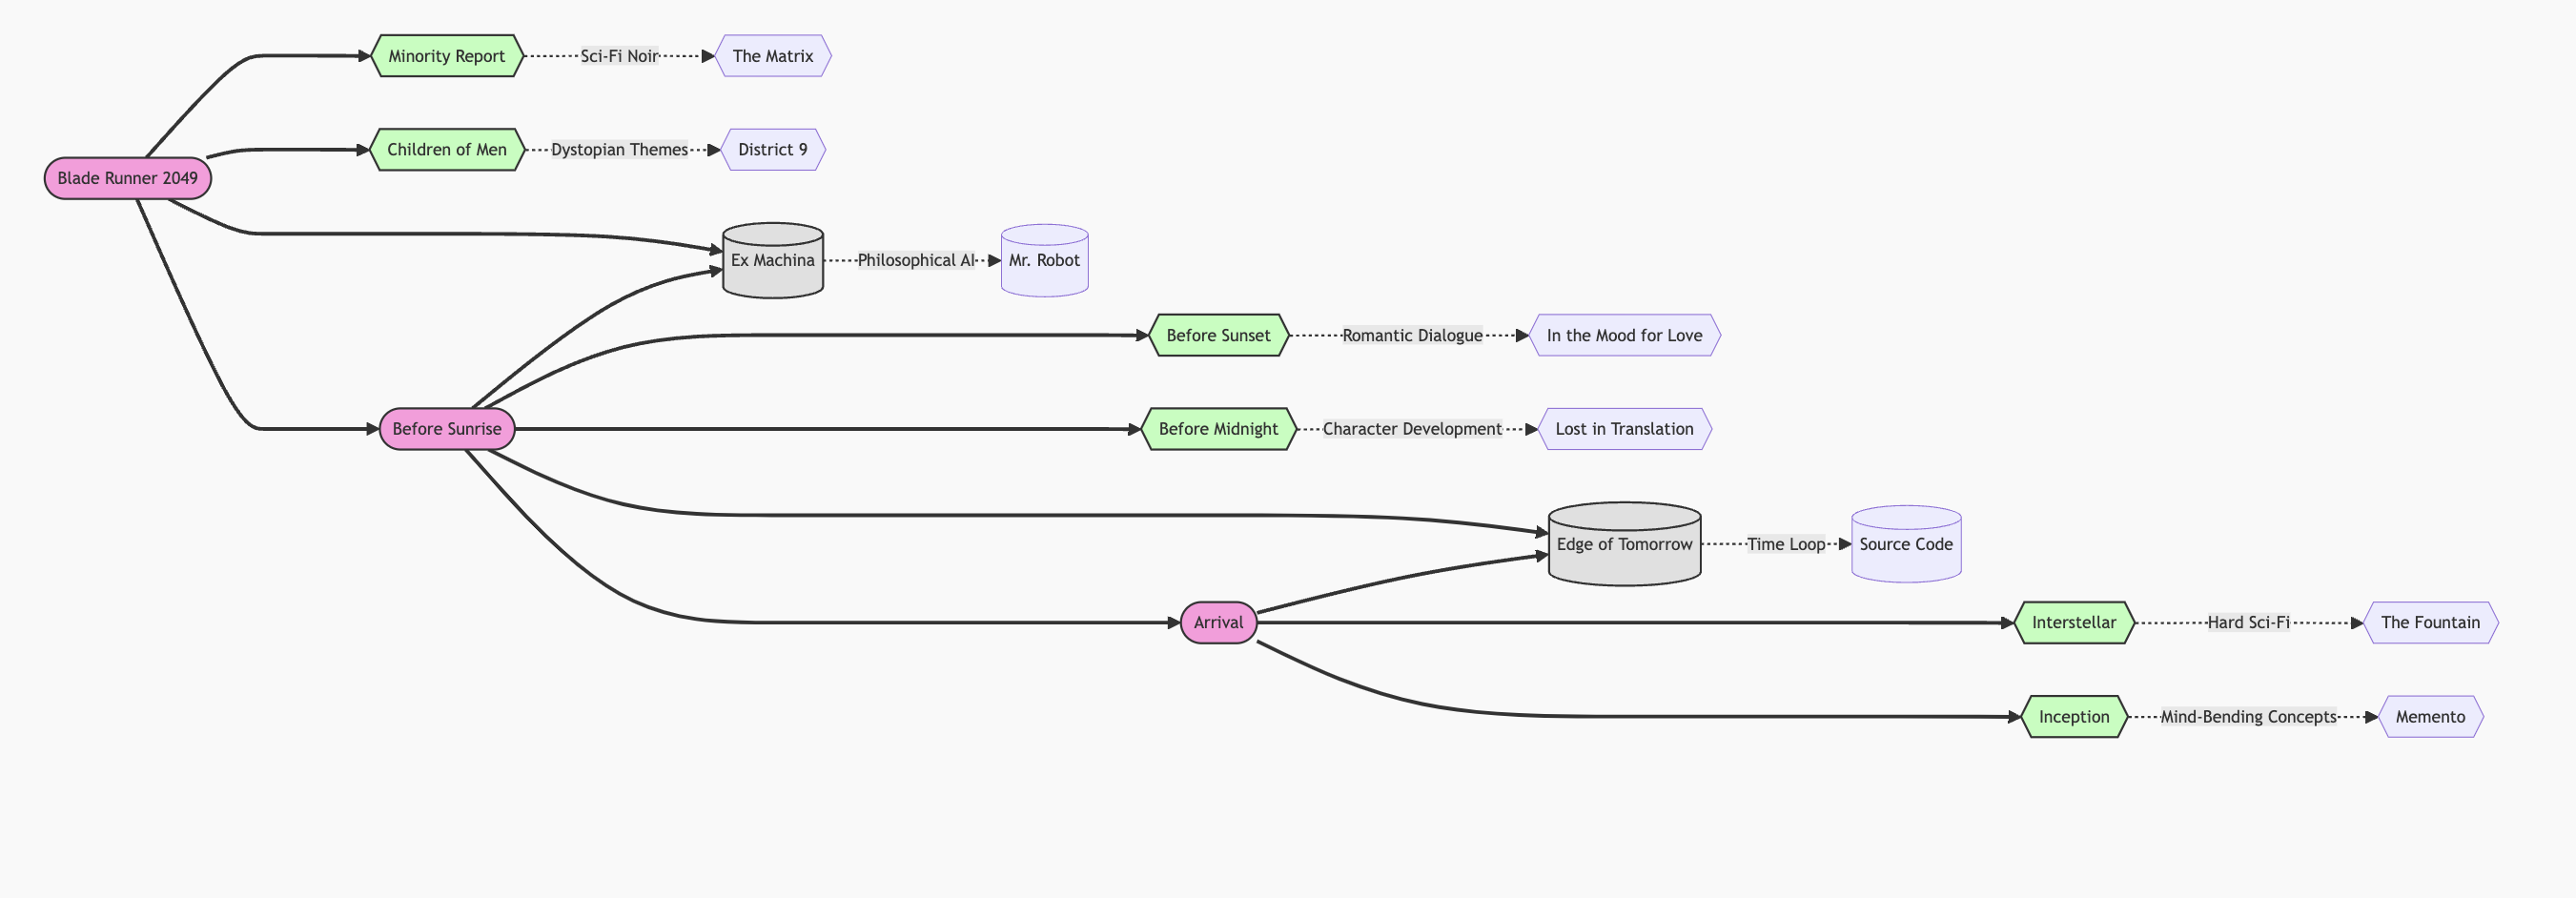 Minority Report
Sci-Fi Noir
The Matrix
Children of Men
Dystopian Themes
District 9
Blade Runner 2049
Ex Machina
Philosophical AI
Mr. Robot
Before Sunset
Romantic Dialogue
In the Mood for Love
Before Sunrise
Before Midnight
Character Development
Lost in Translation
Edge of Tomorrow
Time Loop
Source Code
Arrival
Interstellar
Hard Sci-Fi
The Fountain
Inception
Mind-Bending Concepts
Memento